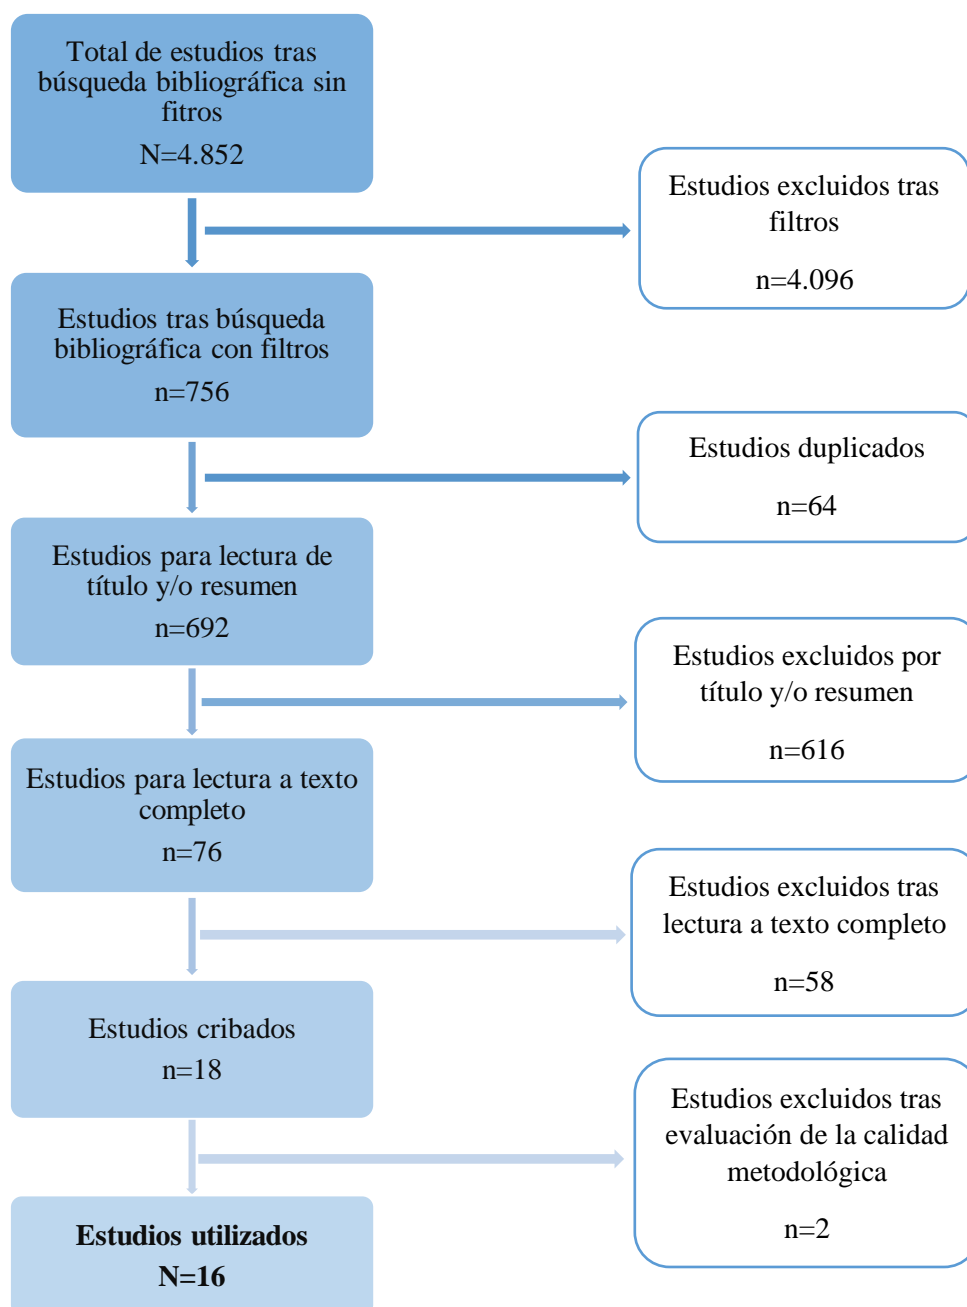 Total de estudios tras
búsqueda bibliográfica sin
fitros
N=4.852
Estudios excluidos tras
filtros
n=4.096
Estudios tras búsqueda
bibliográfica con filtros
n=756
Estudios duplicados
n=64
Estudios para lectura de
título y/o resumen
n=692
Estudios excluidos por
título y/o resumen
n=616
Estudios para lectura a texto
completo
n=76
Estudios excluidos tras
lectura a texto completo
n=58
Estudios cribados
n=18
Estudios excluidos tras
evaluación de la calidad
metodológica
n=2
Estudios utilizados
N=16